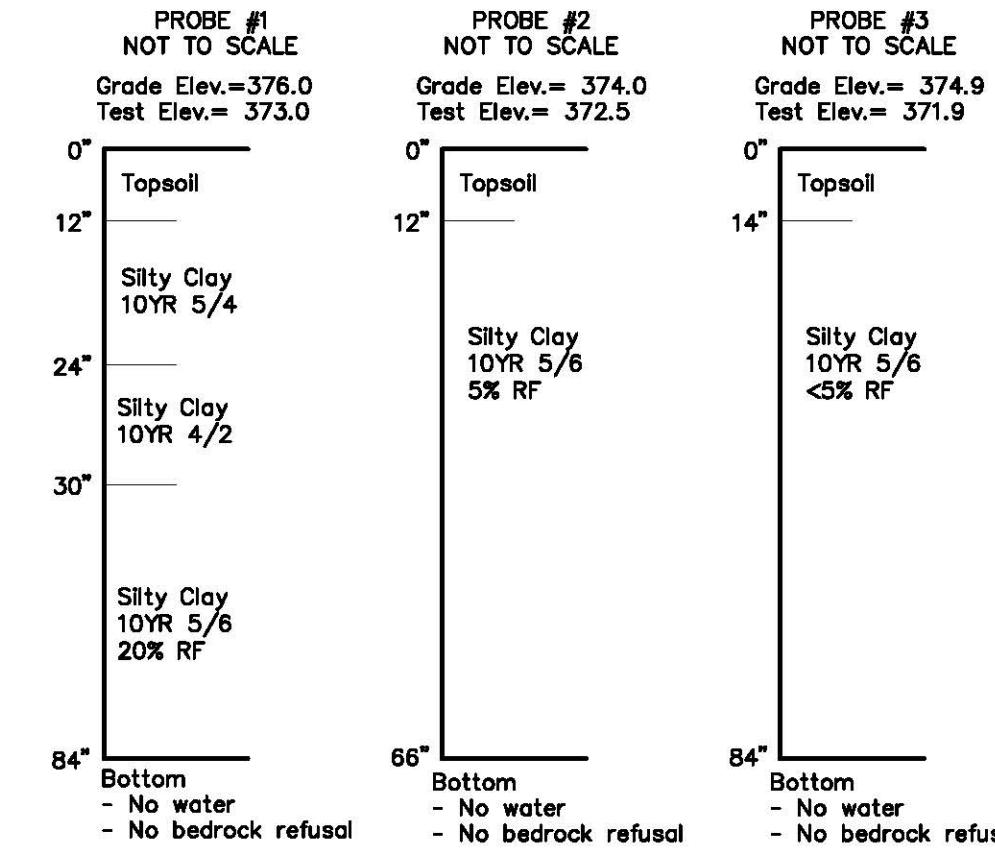 PROBE #1
NOT TO SCALE
Grade Elev.=376.0
Test Elev.= 373.0
0"
Topsoil
12"
Silty Clay
10YR 5/4
24"
Silty Clay
10YR 4/2
30"
Silty Clay
10YR 5/6
20% RF
84"
Bottom
- No water
- No bedrock refusal
PROBE #2
NOT TO SCALE
Grade Elev.= 374.0
Test Elev.= 372.5
0"
Topsoil
12"
Silty Clay
10YR 5/6
5% RF
66"
Bottom
- No water
- No bedrock refusal
PROBE #3
NOT TO SCALE
Grade Elev.= 374.9
Test Elev.= 371.9
0"
Topsoil
14"
Silty Clay
10YR 5/6
<5% RF
84"
Bottom
- No water
- No bedrock refus